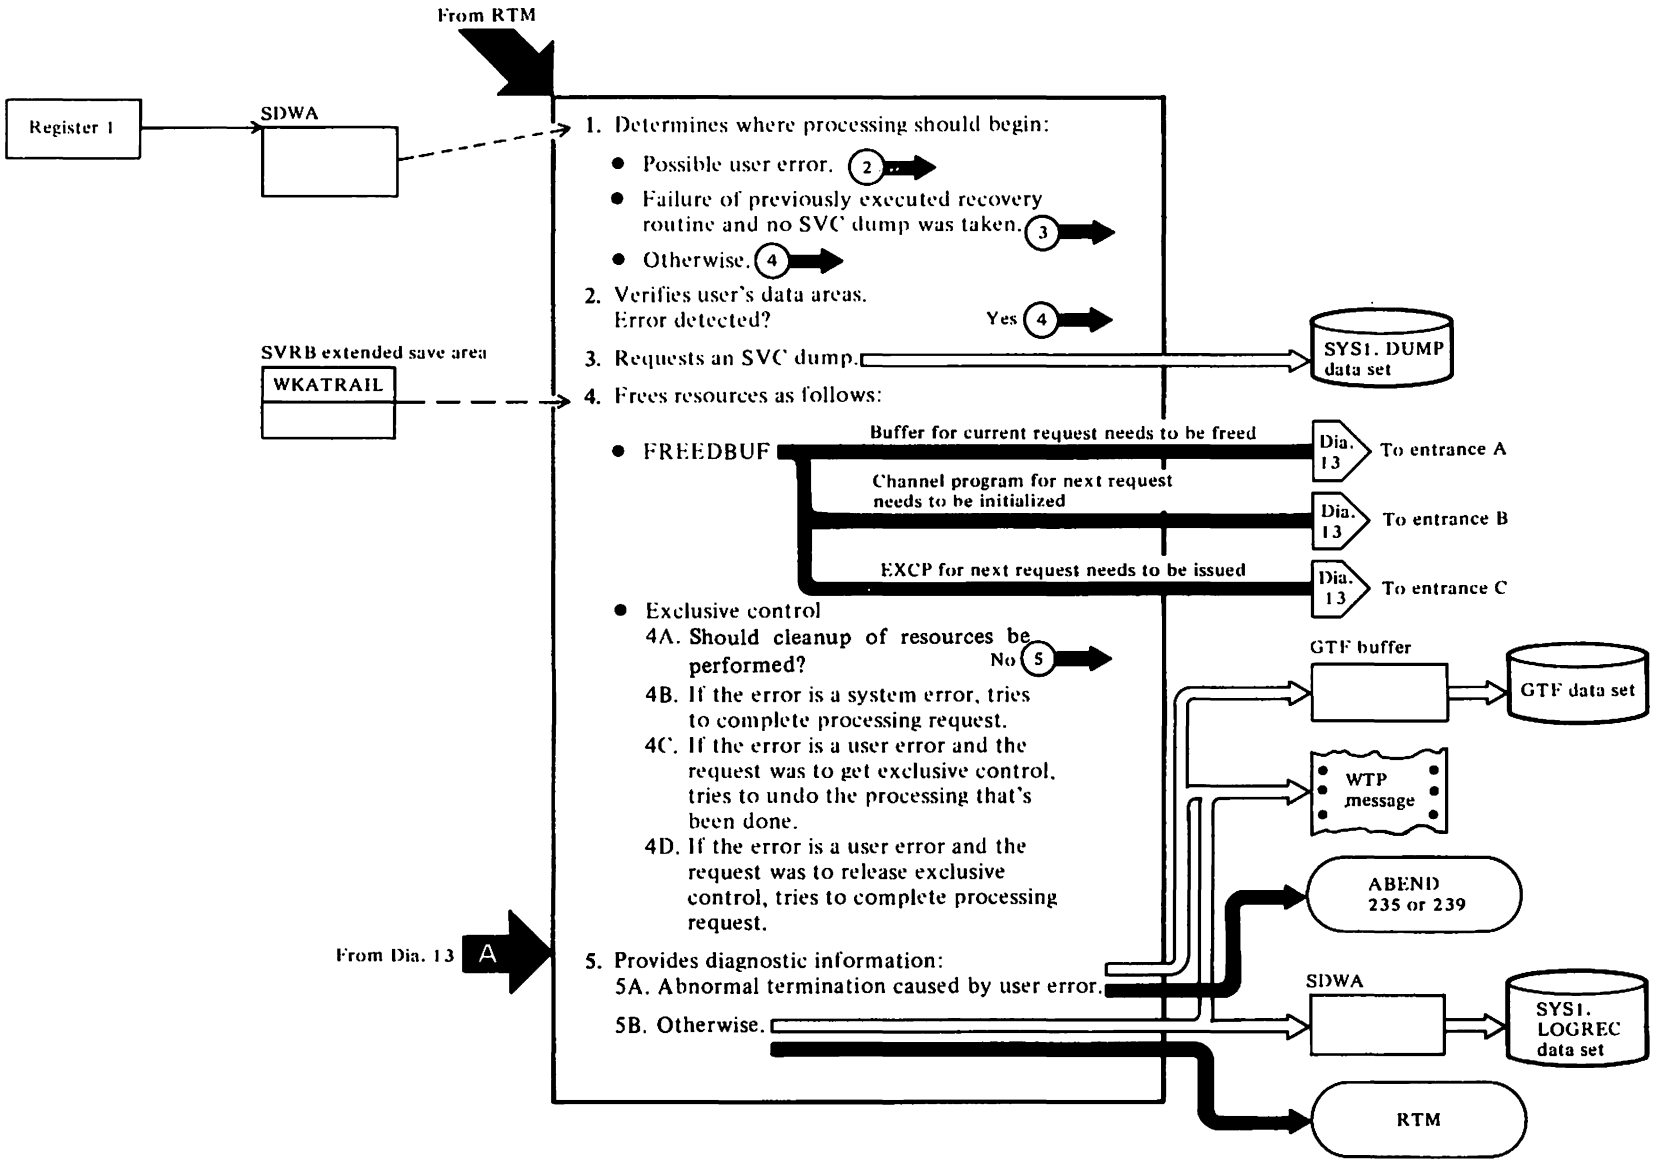 From RTM
Register 1
SDWA
1. Determines where processing should begin:
• Possible user error. 2
• Failure of previously executed recovery
routine and no SVC dump was taken. 3
• Otherwise. 4
2. Verifies user's data areas.
Error detected? Yes 4
SVRB extended save area
WKATRAIL
3. Requests an SVC dump.
SYS1. DUMP
data set
4. Frees resources as follows:
• FREEDBUF
Buffer for current request needs to be freed
Dia.
13
To entrance A
Channel program for next request
needs to be initialized
Dia.
13
To entrance B
EXCP for next request needs to be issued
Dia.
13
To entrance C
• Exclusive control
4A. Should cleanup of resources be
performed? No 5
4B. If the error is a system error, tries
to complete processing request.
4C. If the error is a user error and the
request was to get exclusive control,
tries to undo the processing that's
been done.
4D. If the error is a user error and the
request was to release exclusive
control, tries to complete processing
request.
GTF buffer
GTF data set
WTP
message
ABEND
235 or 239
From Dia. 13 A
5. Provides diagnostic information:
5A. Abnormal termination caused by user error.
5B. Otherwise.
SDWA
SYS1.
LOGREC
data set
RTM